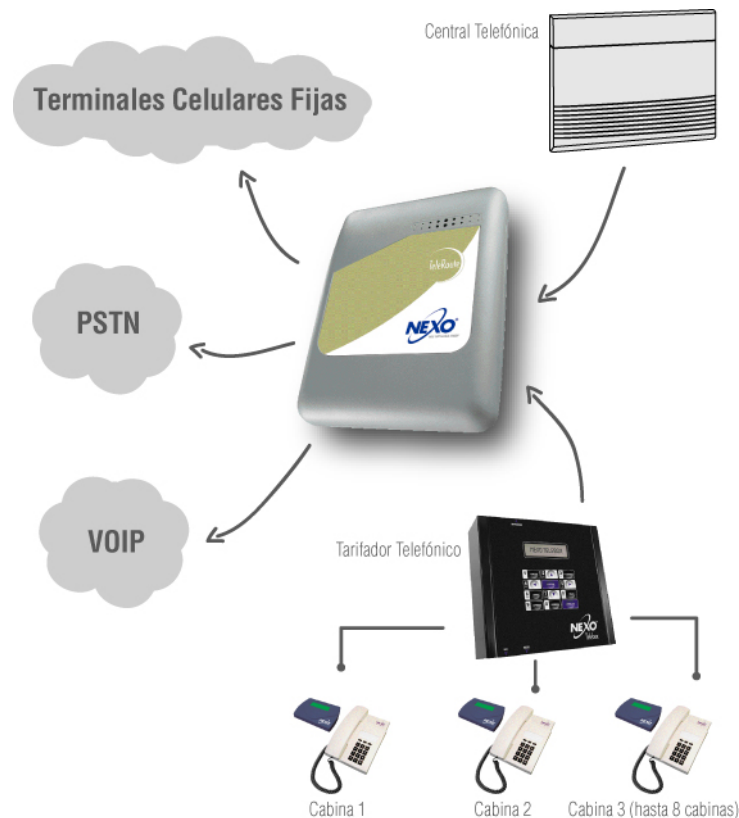 Central Telefónica
Terminales Celulares Fijas
TeleRoute
NEXO
PSTN
VOIP
Tarifador Telefónico
NEXO
Cabina 1
Cabina 2
Cabina 3 (hasta 8 cabinas)